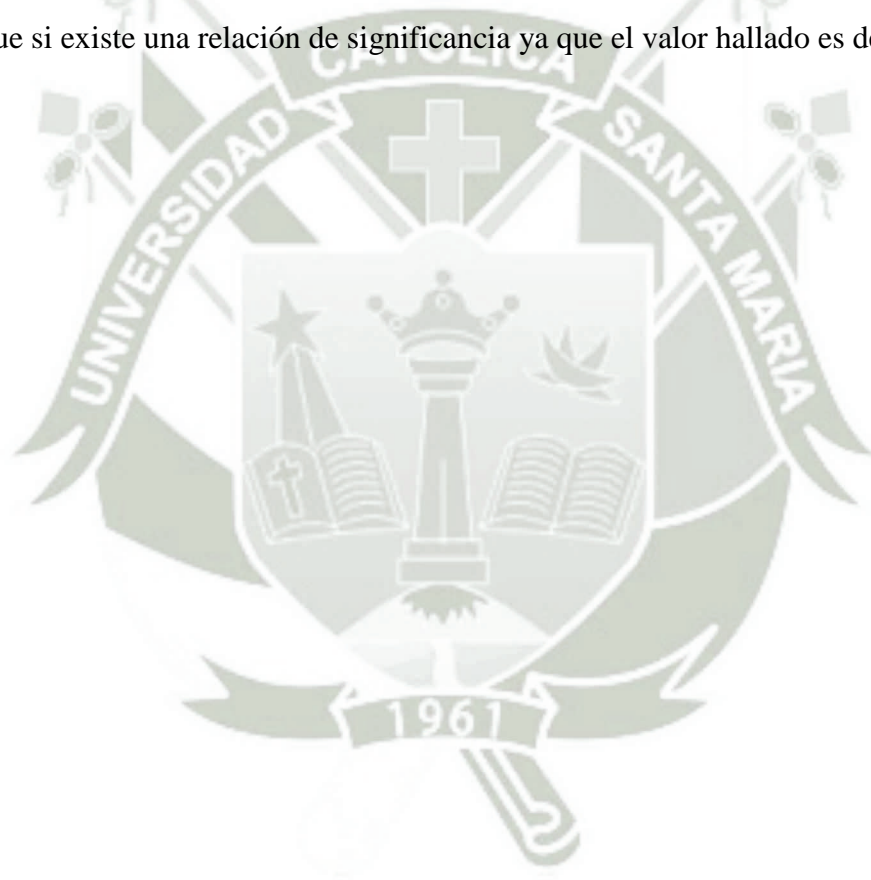 ue si existe una relación de significancia ya que el valor hallado es de
CATOLICA
UNIVERSIDAD
SANTA MARIA
1961